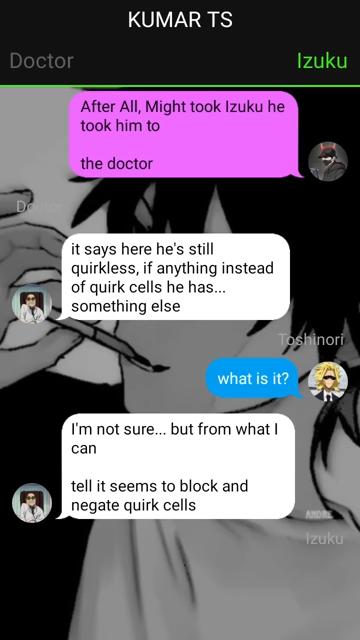 KUMAR TS
Doctor
Izuku
After All, Might took Izuku he
took him to
the doctor
Doctor
it says here he's still
quirkless, if anything instead
of quirk cells he has...
something else
Toshinori
what is it?
I'm not sure... but from what I
can
tell it seems to block and
negate quirk cells
ANDRE
Izuku